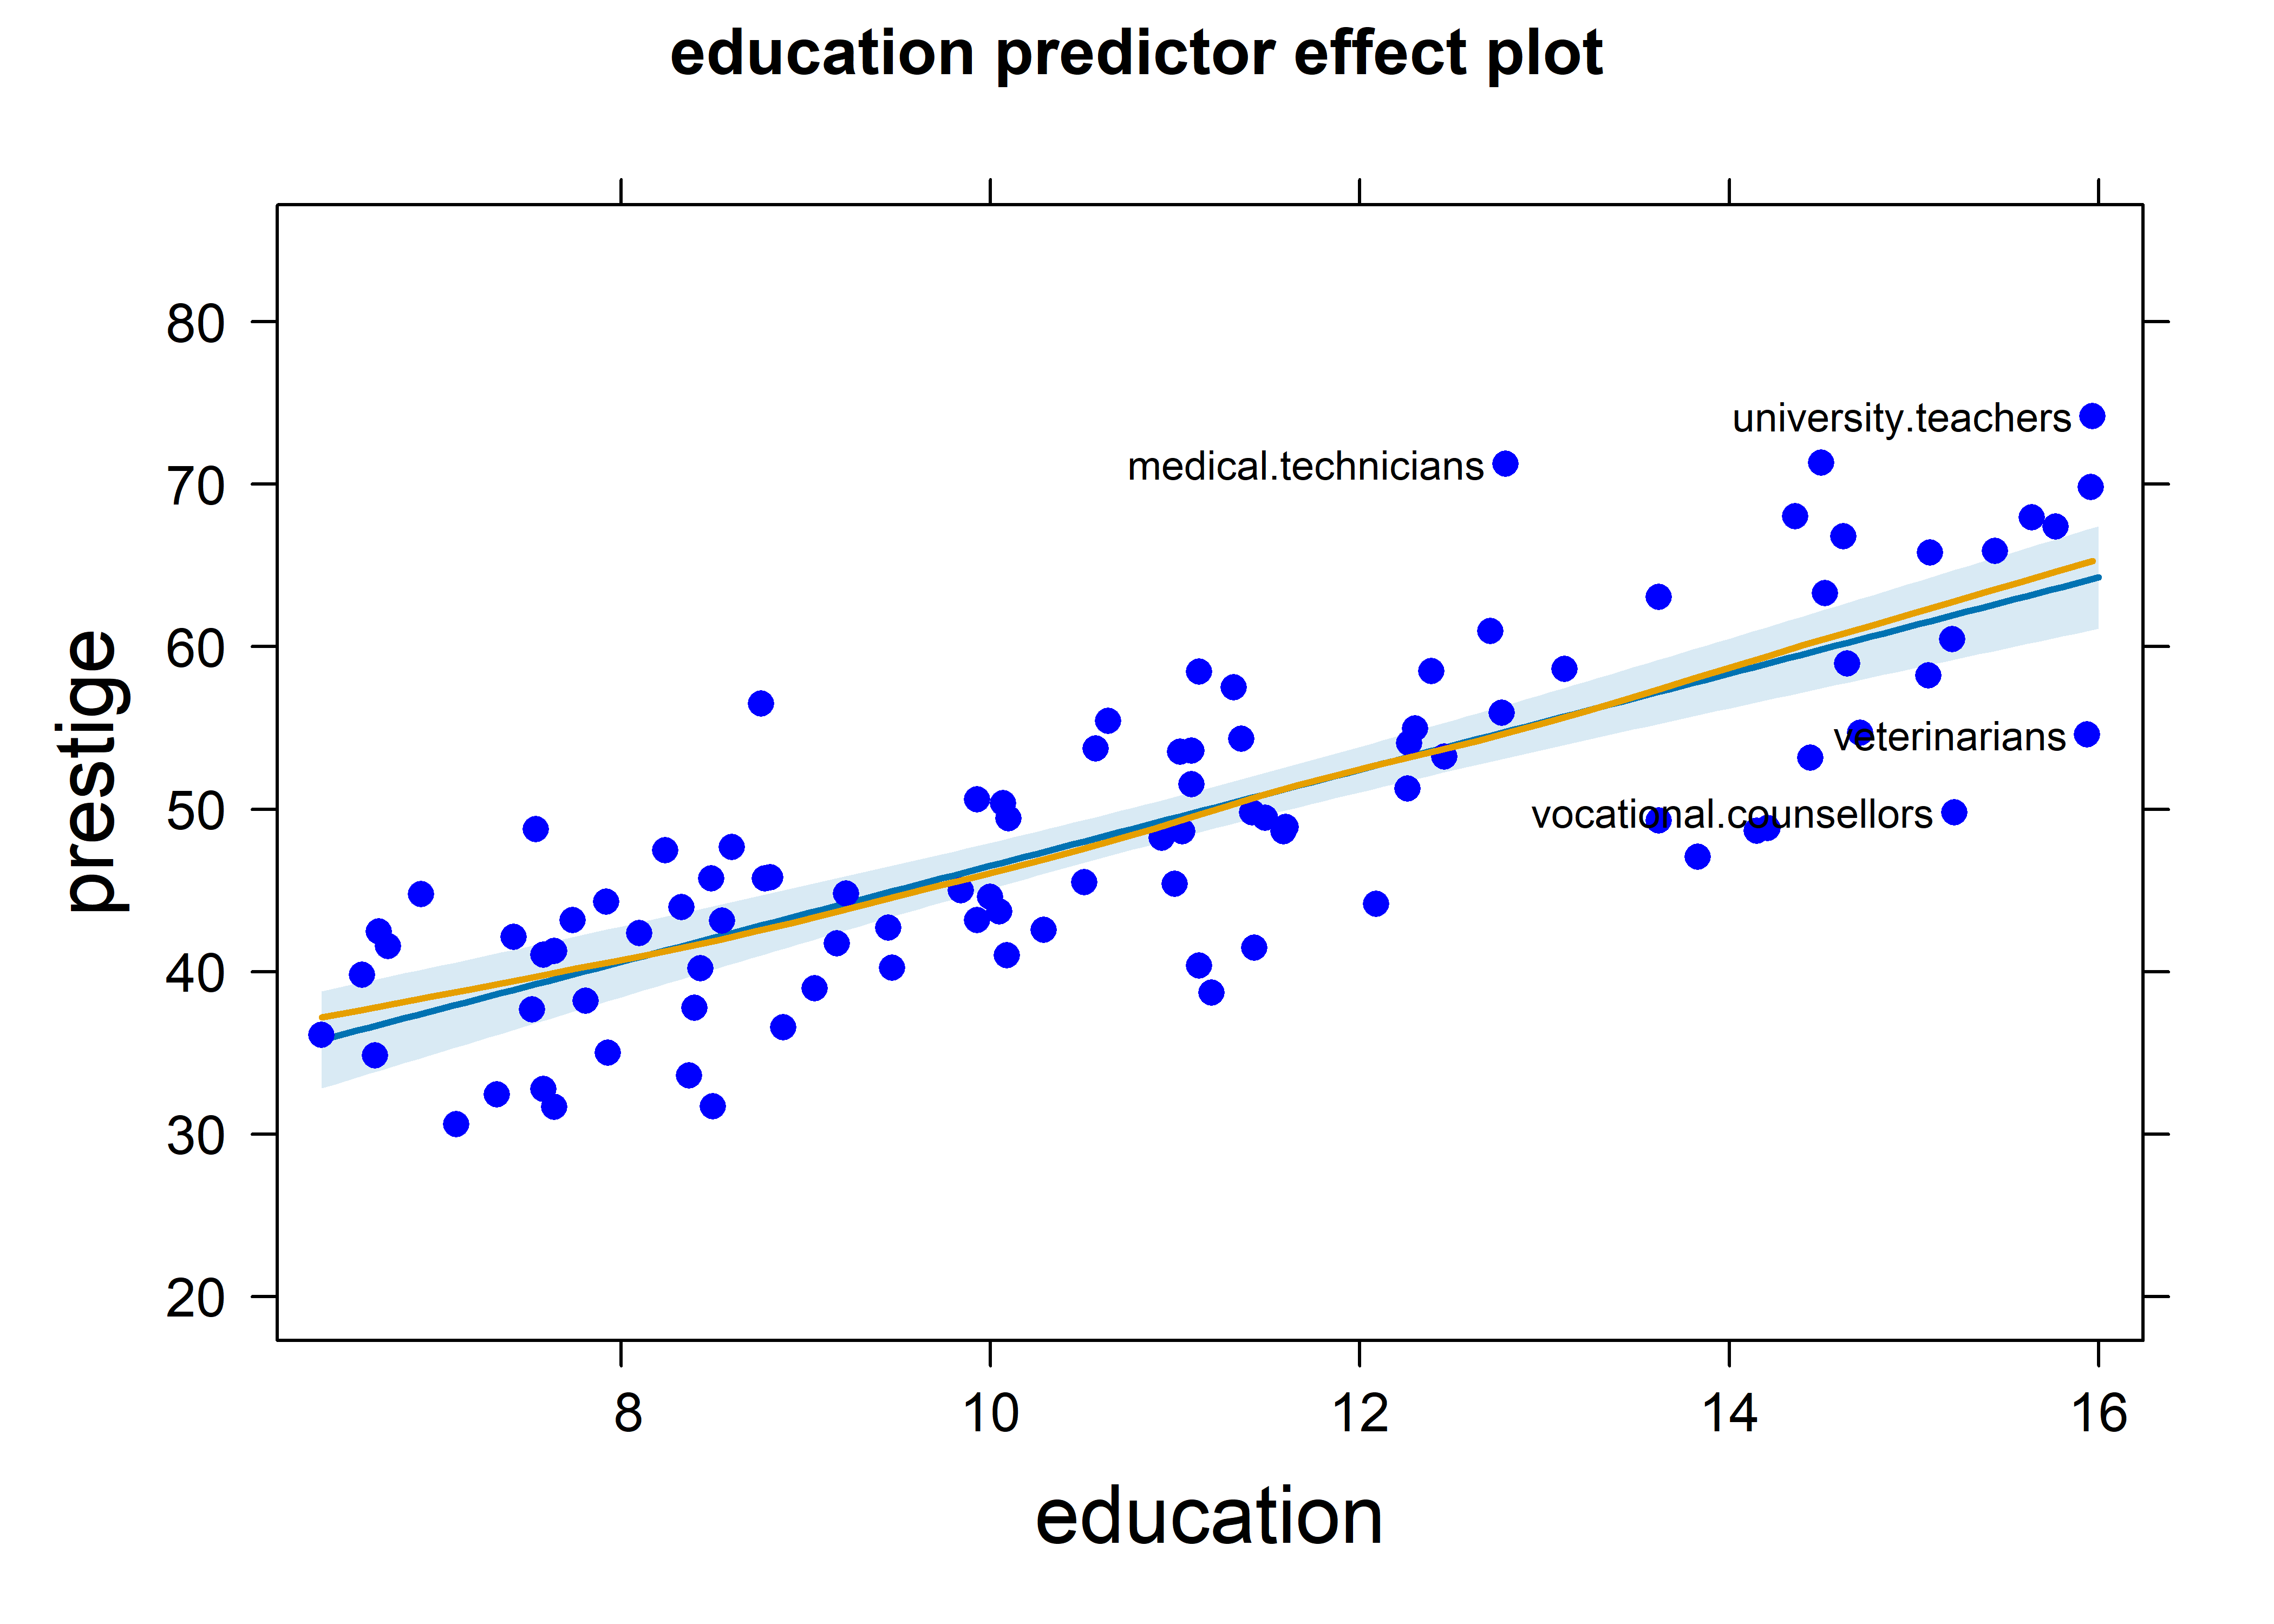 education predictor effect plot
80
70
60
50
40
30
20
prestige
university.teachers
medical.technicians
veterinarians
vocational.counsellors
8 10 12 14 16
education